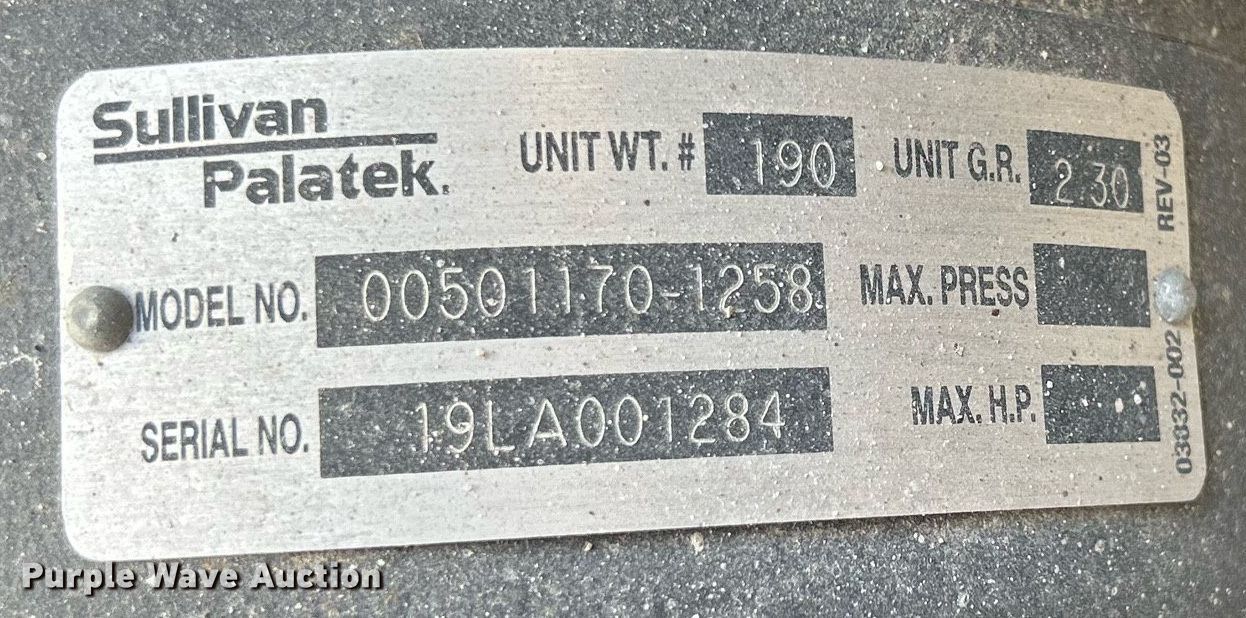 Sullivan
Palatek®
UNIT WT. # 190
UNIT G.R. 2.30
MODEL NO. 00501170-1258
MAX. PRESS
SERIAL NO. 19LA001284
MAX. H.P.
03832-002 REV-03
Purple Wave Auction